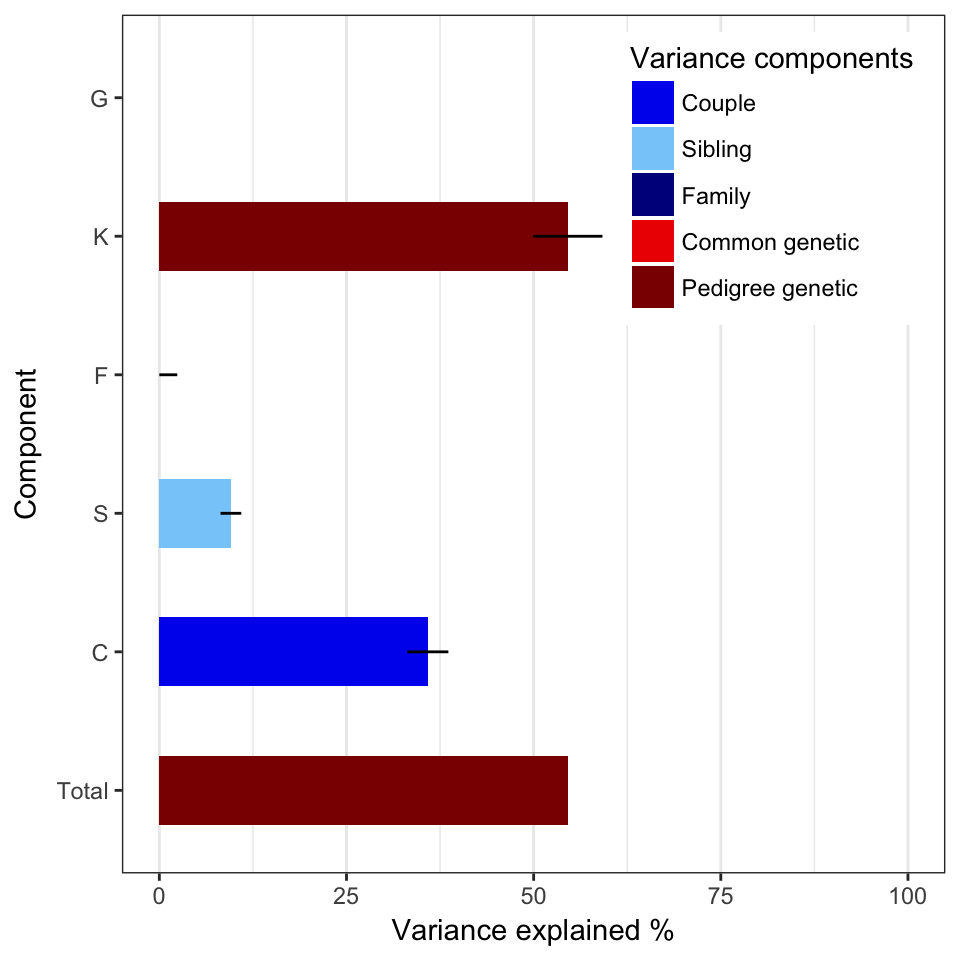 Variance components
Couple
Sibling
Family
Common genetic
Pedigree genetic
G
K
F
S
C
Total
Component
0 25 50 75 100
Variance explained %